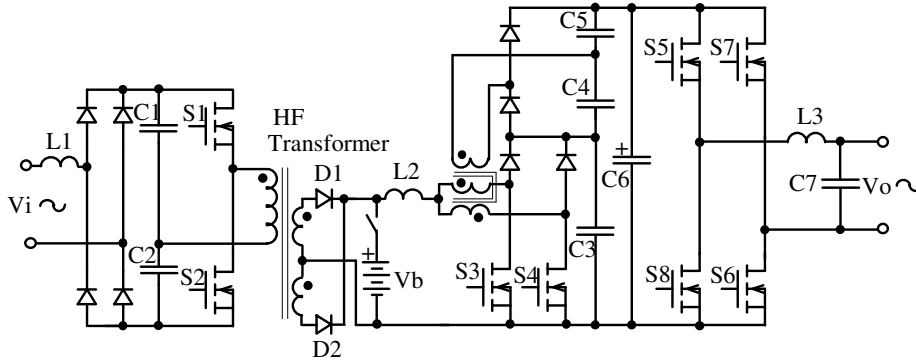 C5
S5
S7
C4
C1
S1
HF
Transformer
L1
D1
L2
L3
C6
C7
Vo
Vi
C2
S2
C3
S3
S4
S8
S6
+
+
Vb
D2